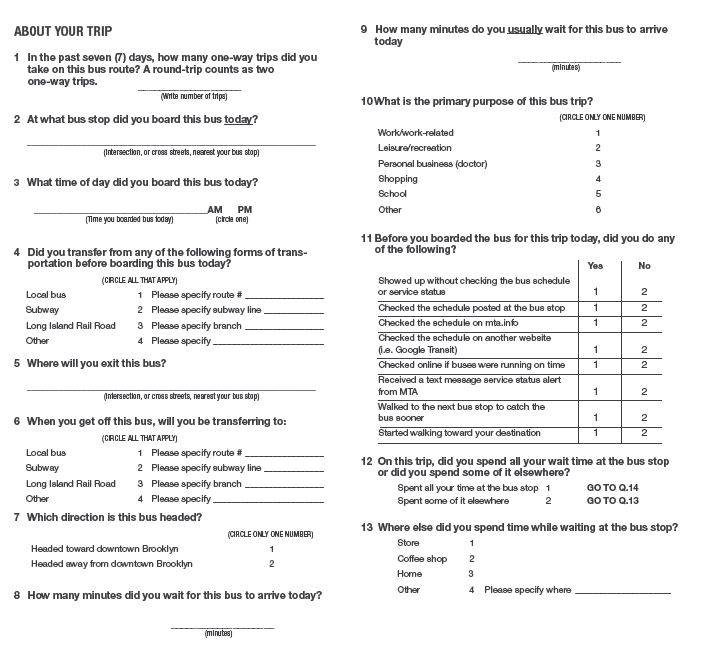 ABOUT YOUR TRIP
1 In the past seven (7) days, how many one-way trips did you
take on this bus route? A round-trip counts as two
one-way trips. ____________________
(Write number of trips)
2 At what bus stop did you board this bus today?
____________________
(Intersection, or cross streets, nearest your bus stop)
3 What time of day did you board this bus today?
____________________AM PM
(Time you boarded bus today) (circle one)
4 Did you transfer from any of the following forms of trans-
portation before boarding this bus today?
(CIRCLE ALL THAT APPLY)
Local bus 1 Please specify route # ________________
Subway 2 Please specify subway line ____________
Long Island Rail Road 3 Please specify branch ________________
Other 4 Please specify ______________________
5 Where will you exit this bus?
____________________
(Intersection, or cross streets, nearest your bus stop)
6 When you get off this bus, will you be transferring to:
(CIRCLE ALL THAT APPLY)
Local bus 1 Please specify route # ________________
Subway 2 Please specify subway line ____________
Long Island Rail Road 3 Please specify branch ________________
Other 4 Please specify ______________________
7 Which direction is this bus headed?
(CIRCLE ONLY ONE NUMBER)
Headed toward downtown Brooklyn 1
Headed away from downtown Brooklyn 2
8 How many minutes did you wait for this bus to arrive today?
____________________
(minutes)
9 How many minutes do you usually wait for this bus to arrive
today
____________________
(minutes)
10 What is the primary purpose of this bus trip?
(CIRCLE ONLY ONE NUMBER)
Work/work-related 1
Leisure/recreation 2
Personal business (doctor) 3
Shopping 4
School 5
Other 6
11 Before you boarded the bus for this trip today, did you do any
of the following?
Yes No
Showed up without checking the bus schedule
or service status 1 2
Checked the schedule posted at the bus stop 1 2
Checked the schedule on mta.info 1 2
Checked the schedule on another website
(i.e. Google Transit) 1 2
Checked online if buses were running on time 1 2
Received a text message service status alert
from MTA 1 2
Walked to the next bus stop to catch the
bus sooner 1 2
Started walking toward your destination 1 2
12 On this trip, did you spend all your wait time at the bus stop
or did you spend some of it elsewhere?
Spent all your time at the bus stop 1 GO TO Q.14
Spent some of it elsewhere 2 GO TO Q.13
13 Where else did you spend time while waiting at the bus stop?
Store 1
Coffee shop 2
Home 3
Other 4 Please specify where ____________________